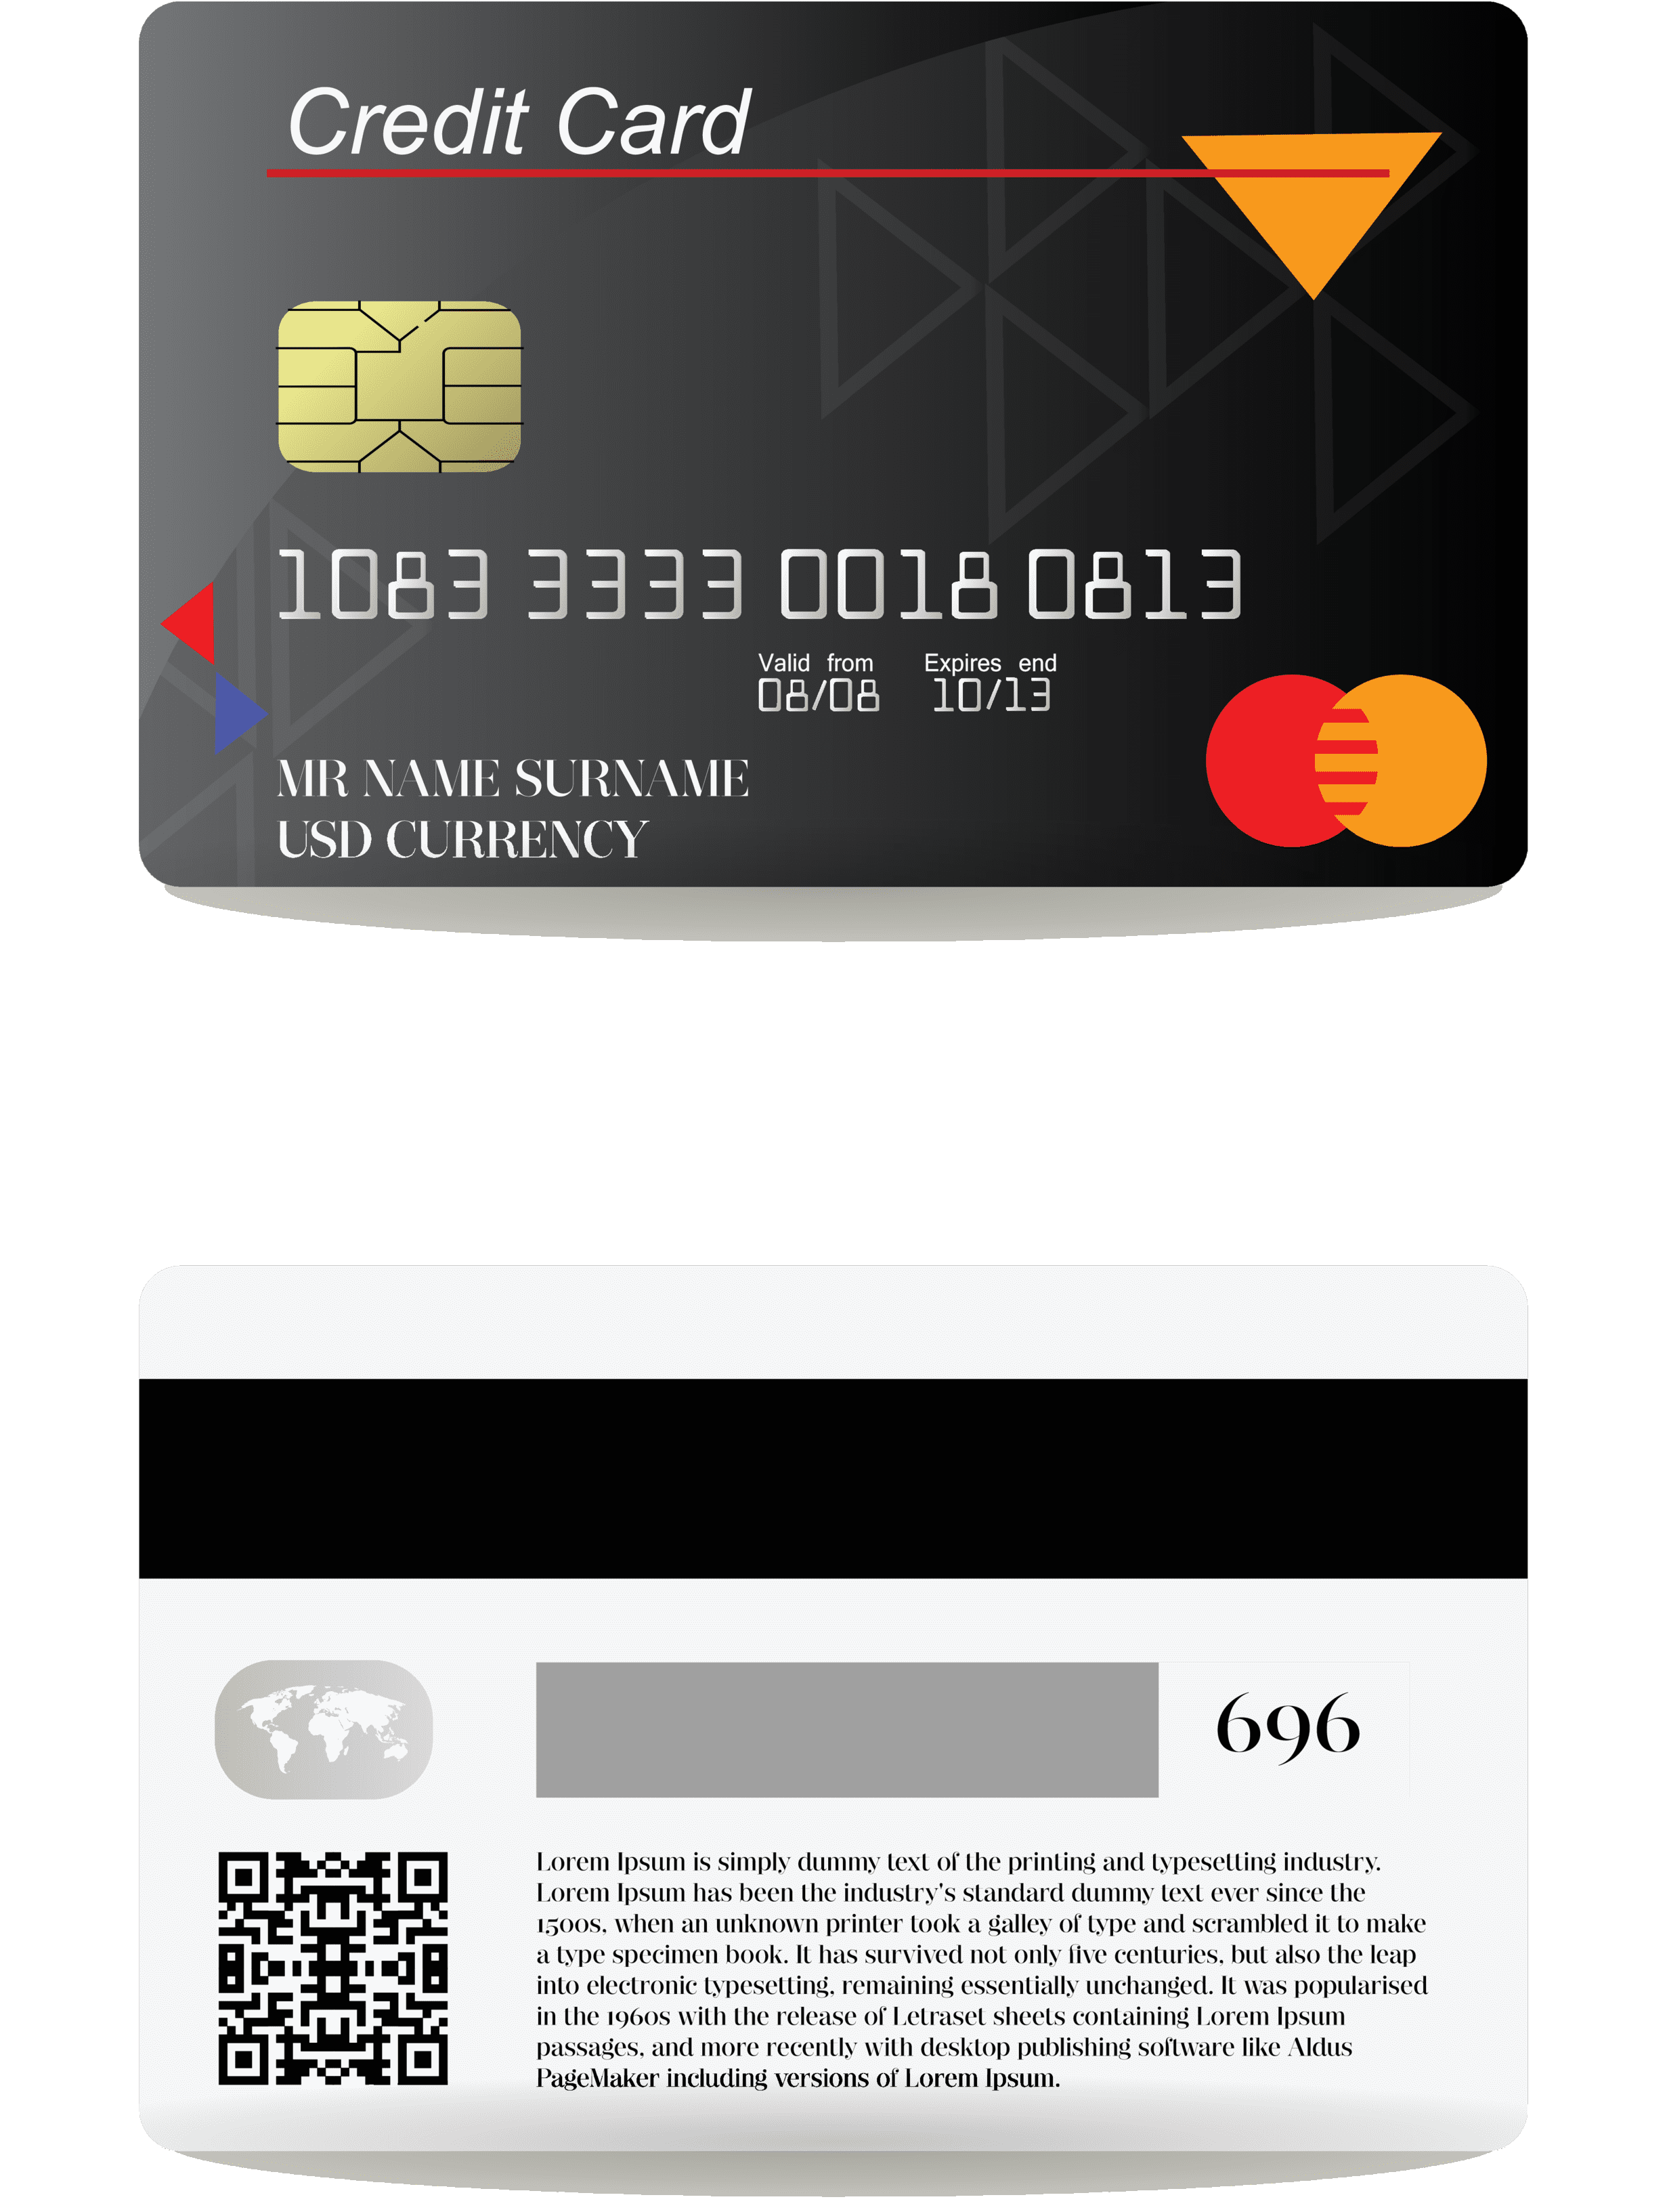 Credit Card
1083 3333 0018 0813
Valid from Expires end
08/08 10/13
MR NAME SURNAME
USD CURRENCY
696
Lorem Ipsum is simply dummy text of the printing and typesetting industry.
Lorem Ipsum has been the industry's standard dummy text ever since the
1500s, when an unknown printer took a galley of type and scrambled it to make
a type specimen book. It has survived not only five centuries, but also the leap
into electronic typesetting, remaining essentially unchanged. It was popularised
in the 1960s with the release of Letraset sheets containing Lorem Ipsum
passages, and more recently with desktop publishing software like Aldus
PageMaker including versions of Lorem Ipsum.